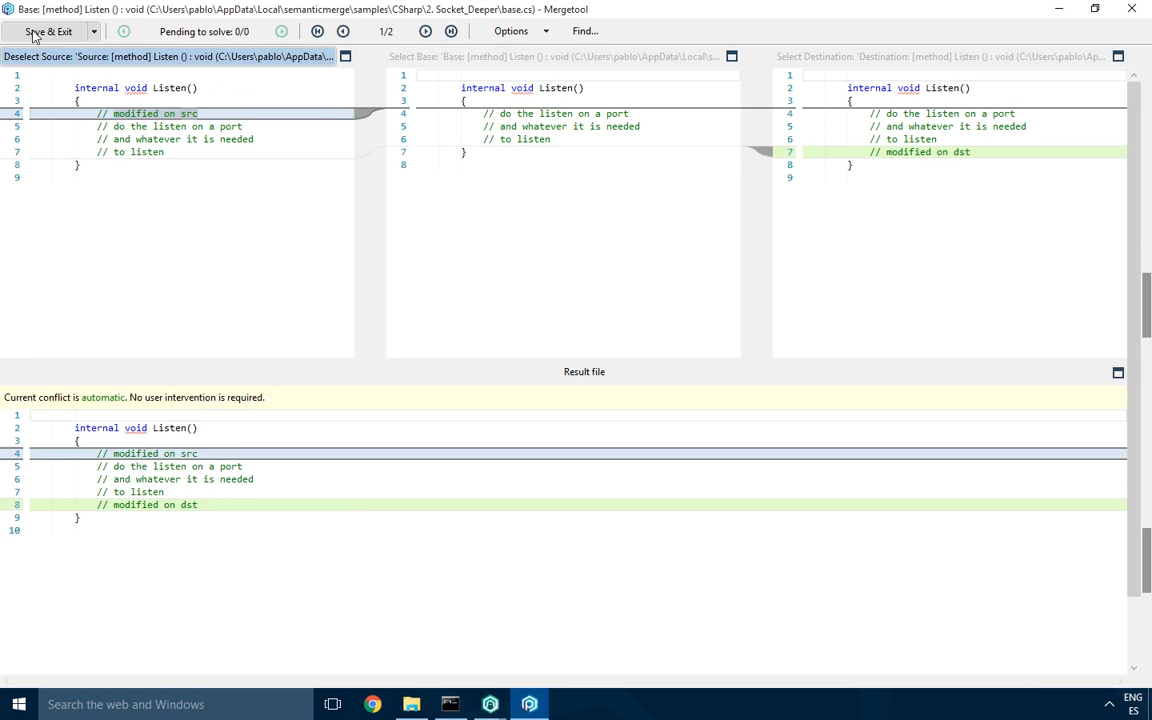 Base: [method] Listen () : void (C:\Users\pablo\AppData\Local\semanticmerge\samples\CSharp\2. Socket_Deeper\base.cs) - Mergetool
Save & Exit
Pending to solve: 0/0
1/2
Options
Find...
Deselect Source: 'Source: [method] Listen () : void (C:\Users\pablo\AppData\...
Select Base: 'Base: [method] Listen () : void (C:\Users\pablo\AppData\Local\s...
Select Destination: 'Destination: [method] Listen () : void (C:\Users\pablo\Ap...
1
2 internal void Listen()
3 {
4 // modified on src
5 // do the listen on a port
6 // and whatever it is needed
7 // to listen
8 }
9
1
2 internal void Listen()
3 {
4 // do the listen on a port
5 // and whatever it is needed
6 // to listen
7 }
8
1
2 internal void Listen()
3 {
4 // do the listen on a port
5 // and whatever it is needed
6 // to listen
7 // modified on dst
8 }
9
Result file
Current conflict is automatic. No user intervention is required.
1
2 internal void Listen()
3 {
4 // modified on src
5 // do the listen on a port
6 // and whatever it is needed
7 // to listen
8 // modified on dst
9 }
10
Search the web and Windows
ENG
ES